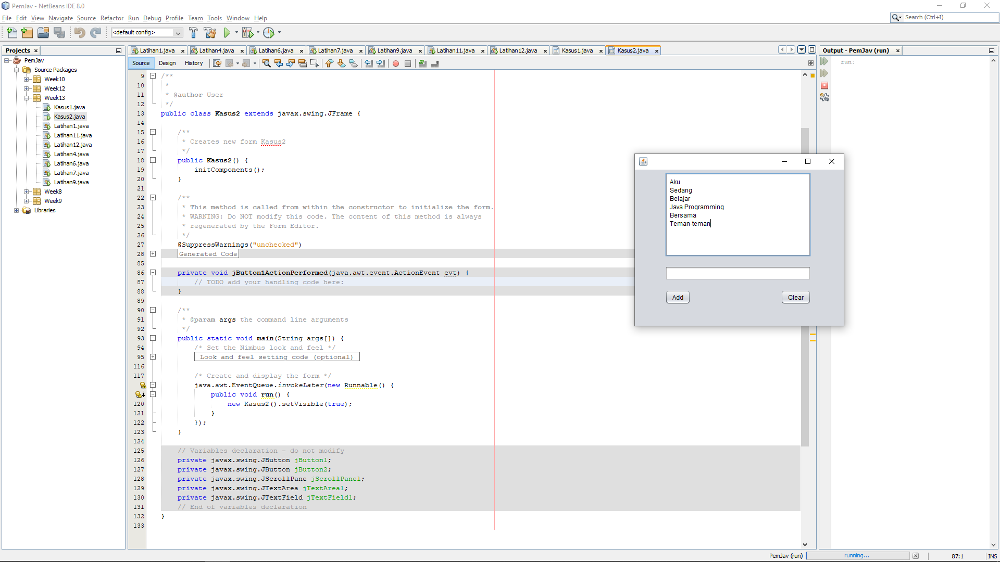 PemJav - NetBeans IDE 8.0
File Edit View Navigate Source Refactor Run Debug Profile Team Tools Window Help
Search (Ctrl+I)
<default config>
Projects
PemJav
Source Packages
Week10
Week12
Week13
Kasus1.java
Kasus2.java
Latihan1.java
Latihan11.java
Latihan12.java
Latihan4.java
Latihan6.java
Latihan7.java
Latihan9.java
Week8
Week9
Libraries
Latihan1.java Latihan4.java Latihan6.java Latihan7.java Latihan9.java Latihan11.java Latihan12.java Kasus1.java Kasus2.java
Source Design History
9 /**
10 *
11 * @author User
12 */
13 public class Kasus2 extends javax.swing.JFrame {
14
15 /**
16 * Creates new form Kasus2
17 */
18 public Kasus2() {
19 initComponents();
20 }
21
22 /**
23 * This method is called from within the constructor to initialize the form.
24 * WARNING: Do NOT modify this code. The content of this method is always
25 * regenerated by the Form Editor.
26 */
27 @SuppressWarnings("unchecked")
28 Generated Code
85
86 private void jButton1ActionPerformed(java.awt.event.ActionEvent evt) {
87 // TODO add your handling code here:
88 }
89
90 /**
91 * @param args the command line arguments
92 */
93 public static void main(String args[]) {
94 /* Set the Nimbus look and feel */
95 Look and feel setting code (optional)
116
117 /* Create and display the form */
java.awt.EventQueue.invokeLater(new Runnable() {
public void run() {
120 new Kasus2().setVisible(true);
121 }
122 });
123 }
124
125 // Variables declaration - do not modify
126 private javax.swing.JButton jButton1;
127 private javax.swing.JButton jButton2;
128 private javax.swing.JScrollPane jScrollPane1;
129 private javax.swing.JTextArea jTextArea1;
130 private javax.swing.JTextField jTextField1;
131 // End of variables declaration
132 }
133
Aku
Sedang
Belajar
Java Programming
Bersama
Teman-teman
Add Clear
Output - PemJav (run)
run:
PemJav (run) running... 87:1 INS